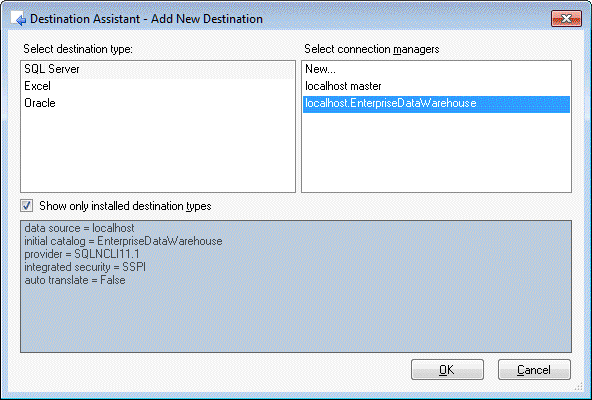 Destination Assistant - Add New Destination
Select destination type:
SQL Server
Excel
Oracle
Select connection managers
New...
localhost master
localhost.EnterpriseDataWarehouse
Show only installed destination types
data source = localhost
initial catalog = EnterpriseDataWarehouse
provider = SQLNCLI11.1
integrated security = SSPI
auto translate = False
OK
Cancel